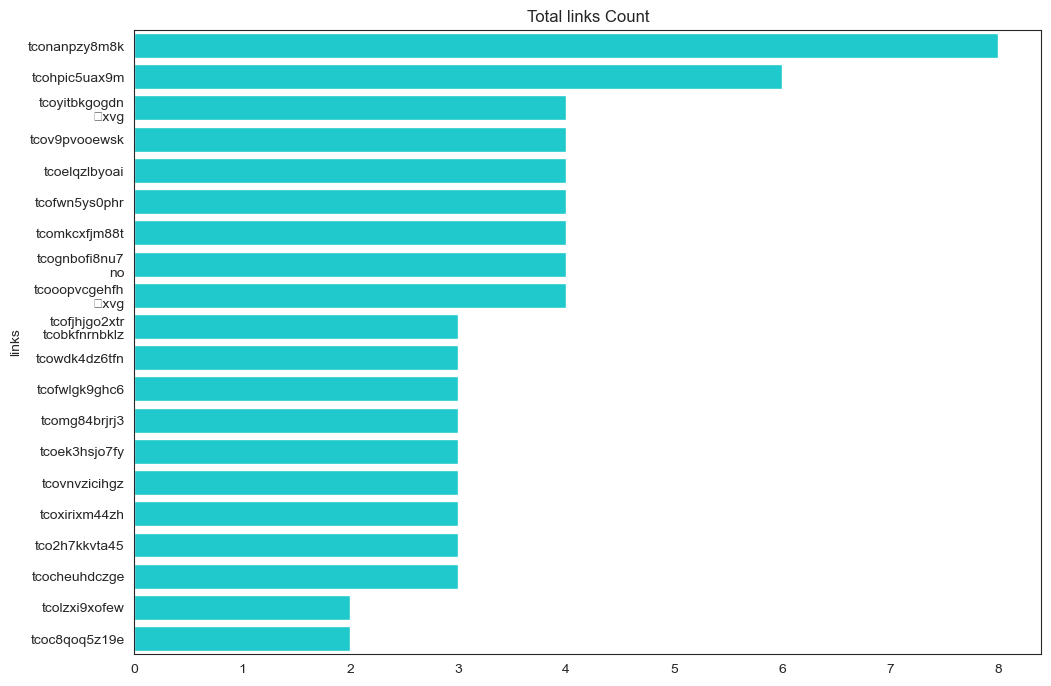 Total links Count
links
tconanpzy8m8k
tcohpic5uax9m
tcoyitbkgogdn
xvg
tcov9pvooewsk
tcoelqzlbyoai
tcofwn5ys0phr
tcomkcxfjm88t
tcognbofi8nu7
no
tcooopvcgehfh
xvg
tcofjhjgo2xtr
tcobkfnrnbklz
tcowdk4dz6tfn
tcofwlgk9ghc6
tcomg84brjrj3
tcoek3hsjo7fy
tcovnvzicihgz
tcoxirixm44zh
tco2h7kkvta45
tcocheuhdczge
tcolzxi9xofew
tcoc8qoq5z19e
0 1 2 3 4 5 6 7 8